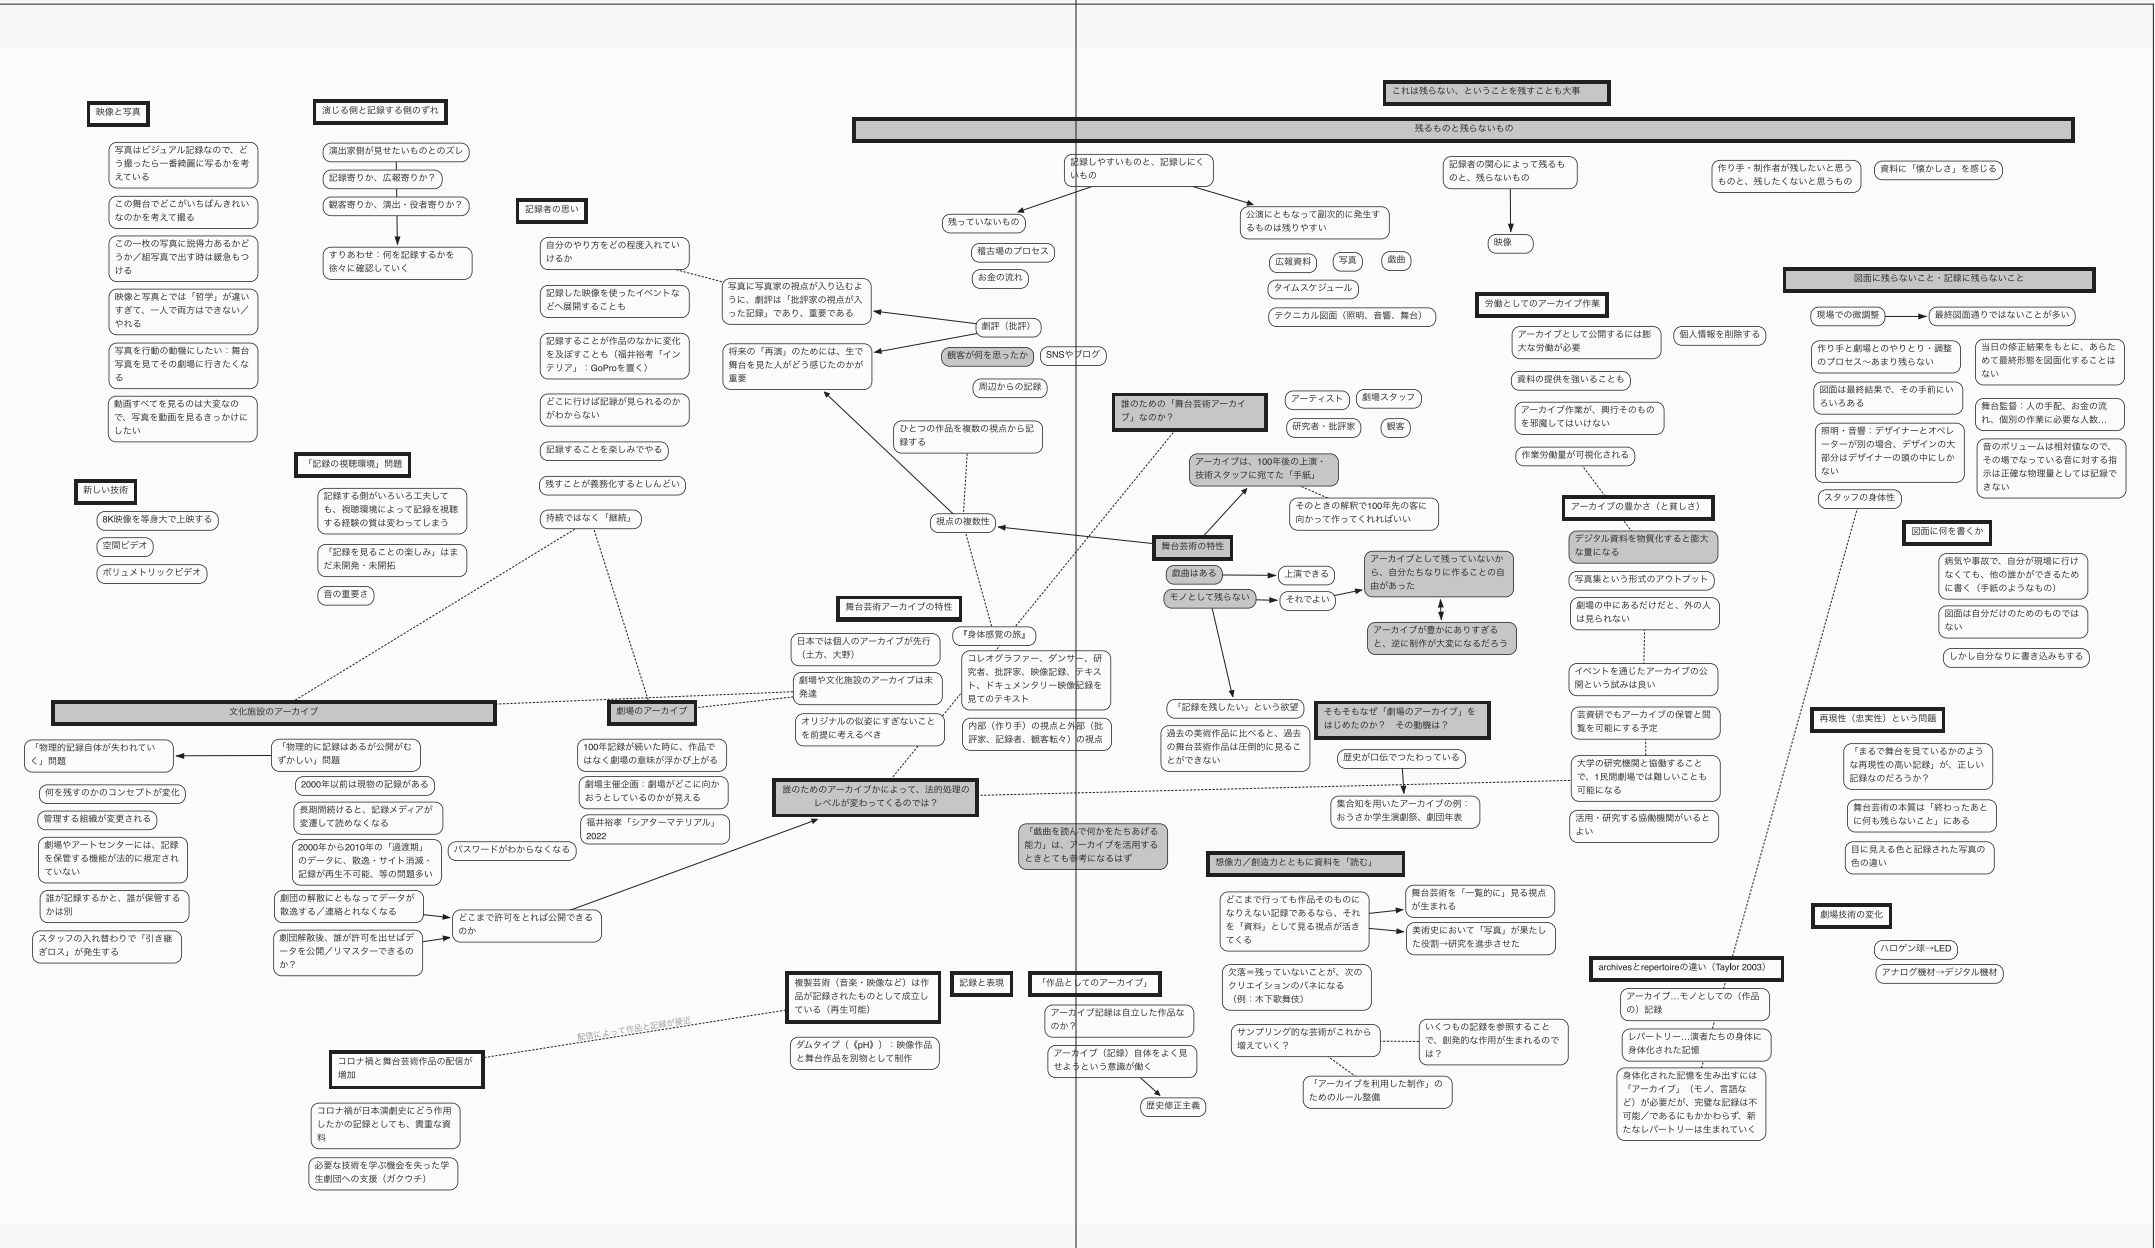 映像と写真
写真はビジュアル記録なので、ど
う撮ったら一番綺麗に写るかを考
えている
この舞台でどこがいちばんきれい
なのかを考えて撮る
この一枚の写真に説得力あるかど
うか／組写真で出す時は緩急もつ
ける
映像と写真とでは「哲学」が違い
すぎて、一人で両方はできない／
やれる
写真を行動の動機にしたい：舞台
写真を見てその劇場に行きたくな
る
動画すべてを見るのは大変なの
で、写真を動画を見るきっかけに
したい
新しい技術
8K映像を等身大で上映する
空間ビデオ
ボリュメトリックビデオ
演じる側と記録する側のずれ
演出家側が見せたいものとのズレ
記録寄りか、広報寄りか？
観客寄りか、演出・役者寄りか？
すりあわせ：何を記録するかを
徐々に確認していく
「記録の視聴環境」問題
記録する側がいろいろ工夫して
も、視聴環境によって記録を視聴
する経験の質は変わってしまう
「記録を見ることの楽しみ」はま
だ未開発・未開拓
音の重要さ
記録者の思い
自分のやり方をどの程度入れてい
けるか
記録した映像を使ったイベントな
どへ展開することも
記録することが作品のなかに変化
を及ぼすことも（福井裕孝「イン
テリア」：GoProを置く）
どこに行けば記録が見られるのか
がわからない
記録することを楽しみでやる
残すことが義務化するとしんどい
持続ではなく「継続」
これは残らない、ということを残すことも大事
残るものと残らないもの
記録しやすいものと、記録しにく
いもの
残っていないもの
稽古場のプロセス
お金の流れ
写真に写真家の視点が入り込むよ
うに、劇評は「批評家の視点が入
った記録」であり、重要である
劇評（批評）
将来の「再演」のためには、生で
舞台を見た人がどう感じたのかが
重要
観客が何を思ったか
SNSやブログ
周辺からの記録
ひとつの作品を複数の視点から記
録する
視点の複数性
公演にともなって副次的に発生す
るものは残りやすい
広報資料
写真
戯曲
タイムスケジュール
テクニカル図面（照明、音響、舞台）
記録者の関心によって残るも
のと、残らないもの
映像
作り手・制作者が残したいと思う
ものと、残したくないと思うもの
資料に「懐かしさ」を感じる
誰のための「舞台芸術アーカイ
ブ」なのか？
アーティスト
劇場スタッフ
研究者・批評家
観客
アーカイブは、100年後の上演・
技術スタッフに宛てた「手紙」
そのときの解釈で100年先の客に
向かって作ってくれればいい
舞台芸術の特性
戯曲はある
上演できる
モノとして残らない
それでよい
アーカイブとして残っていないか
ら、自分たちなりに作ることの自
由があった
アーカイブが豊かにありすぎる
と、逆に制作が大変になるだろう
「記録を残したい」という欲望
過去の美術作品に比べると、過去
の舞台芸術作品は圧倒的に見るこ
とができない
そもそもなぜ「劇場のアーカイブ」を
はじめたのか？　その動機は？
歴史が口伝でつたわっている
集合知を用いたアーカイブの例：
おうさか学生演劇祭、劇団年表
労働としてのアーカイブ作業
アーカイブとして公開するには膨
大な労働が必要
個人情報を削除する
資料の提供を強いることも
アーカイブ作業が、興行そのもの
を邪魔してはいけない
作業労働量が可視化される
アーカイブの豊かさ（と貧しさ）
デジタル資料を物質化すると膨大
な量になる
写真集という形式のアウトプット
劇場の中にあるだけだと、外の人
は見られない
イベントを通じたアーカイブの公
開という試みは良い
芸資研でもアーカイブの保管と閲
覧を可能にする予定
大学の研究機関と協働すること
で、1民間劇場では難しいことも
可能になる
活用・研究する協働機関がいると
よい
図面に残らないこと・記録に残らないこと
現場での微調整
最終図面通りではないことが多い
作り手と劇場とのやりとり・調整
のプロセス〜あまり残らない
図面は最終結果で、その手前にい
ろいろある
照明・音響：デザイナーとオペレ
ーターが別の場合、デザインの大
部分はデザイナーの頭の中にしか
ない
スタッフの身体性
当日の修正結果をもとに、あらた
めて最終形態を図面化することは
ない
舞台監督：人の手配、お金の流
れ、個別の作業に必要な人数…
音のボリュームは相対値なので、
その場でなっている音に対する指
示は正確な物理量としては記録で
きない
図面に何を書くか
病気や事故で、自分が現場に行け
なくても、他の誰かができるため
に書く（手紙のようなもの）
図面は自分だけのためのものでは
ない
しかし自分なりに書き込みもする
再現性（忠実性）という問題
「まるで舞台を見ているかのよう
な再現性の高い記録」が、正しい
記録なのだろうか？
舞台芸術の本質は「終わったあと
に何も残らないこと」にある
目に見える色と記録された写真の
色の違い
劇場技術の変化
ハロゲン球→LED
アナログ機材→デジタル機材
文化施設のアーカイブ
「物理的記録自体が失われてい
く」問題
何を残すのかのコンセプトが変化
管理する組織が変更される
劇場やアートセンターには、記録
を保管する機能が法的に規定され
ていない
誰が記録するかと、誰が保管する
かは別
スタッフの入れ替わりで「引き継
ぎロス」が発生する
「物理的に記録はあるが公開がむ
ずかしい」問題
2000年以前は現物の記録がある
長期間続けると、記録メディアが
変遷して読めなくなる
2000年から2010年の「過渡期」
のデータに、散逸・サイト消滅・
記録が再生不可能、等の問題多い
パスワードがわからなくなる
劇団の解散にともなってデータが
散逸する／連絡とれなくなる
劇団解散後、誰が許可を出せばデ
ータを公開／リマスターできるの
か？
どこまで許可をとれば公開できる
のか
劇場のアーカイブ
100年記録が続いた時に、作品で
はなく劇場の意味が浮かび上がる
劇場主催企画：劇場がどこに向か
おうとしているのかが見える
福井裕孝「シアターマテリアル」
2022
舞台芸術アーカイブの特性
日本では個人のアーカイブが先行
（土方、大野）
劇場や文化施設のアーカイブは未
発達
オリジナルの似姿にすぎないこと
を前提に考えるべき
『身体感覚の旅』
コレオグラファー、ダンサー、研
究者、批評家、映像記録、テキス
ト、ドキュメンタリー映像記録を
見てのテキスト
内部（作り手）の視点と外部（批
評家、記録者、観客転々）の視点
誰のためのアーカイブかによって、法的処理の
レベルが変わってくるのでは？
「戯曲を読んで何かをたちあげる
能力」は、アーカイブを活用する
ときとても参考になるはず
想像力／創造力とともに資料を「読む」
どこまで行っても作品そのものに
なりえない記録であるなら、それ
を「資料」として見る視点が活き
てくる
舞台芸術を「一覧的に」見る視点
が生まれる
美術史において「写真」が果たし
た役割→研究を進歩させた
欠落＝残っていないことが、次の
クリエイションのバネになる
（例：木下歌舞伎）
サンプリング的な芸術がこれから
増えていく？
いくつもの記録を参照すること
で、創発的な作用が生まれるので
は？
「アーカイブを利用した制作」の
ためのルール整備
archivesとrepertoireの違い（Taylor 2003）
アーカイブ…モノとしての（作品
の）記録
レパートリー…演者たちの身体に
身体化された記憶
身体化された記憶を生み出すには
「アーカイブ」（モノ、言語な
ど）が必要だが、完璧な記録は不
可能／であるにもかかわらず、新
たなレパートリーは生まれていく
複製芸術（音楽・映像など）は作
品が記録されたものとして成立し
ている（再生可能）
ダムタイプ（《pH》）：映像作品
と舞台作品を別物として制作
記録と表現
「作品としてのアーカイブ」
アーカイブ記録は自立した作品な
のか？
アーカイブ（記録）自体をよく見
せようという意識が働く
歴史修正主義
配信によって作品と記録が接近
コロナ禍と舞台芸術作品の配信が
増加
コロナ禍が日本演劇史にどう作用
したかの記録としても、貴重な資
料
必要な技術を学ぶ機会を失った学
生劇団への支援（ガクウチ）